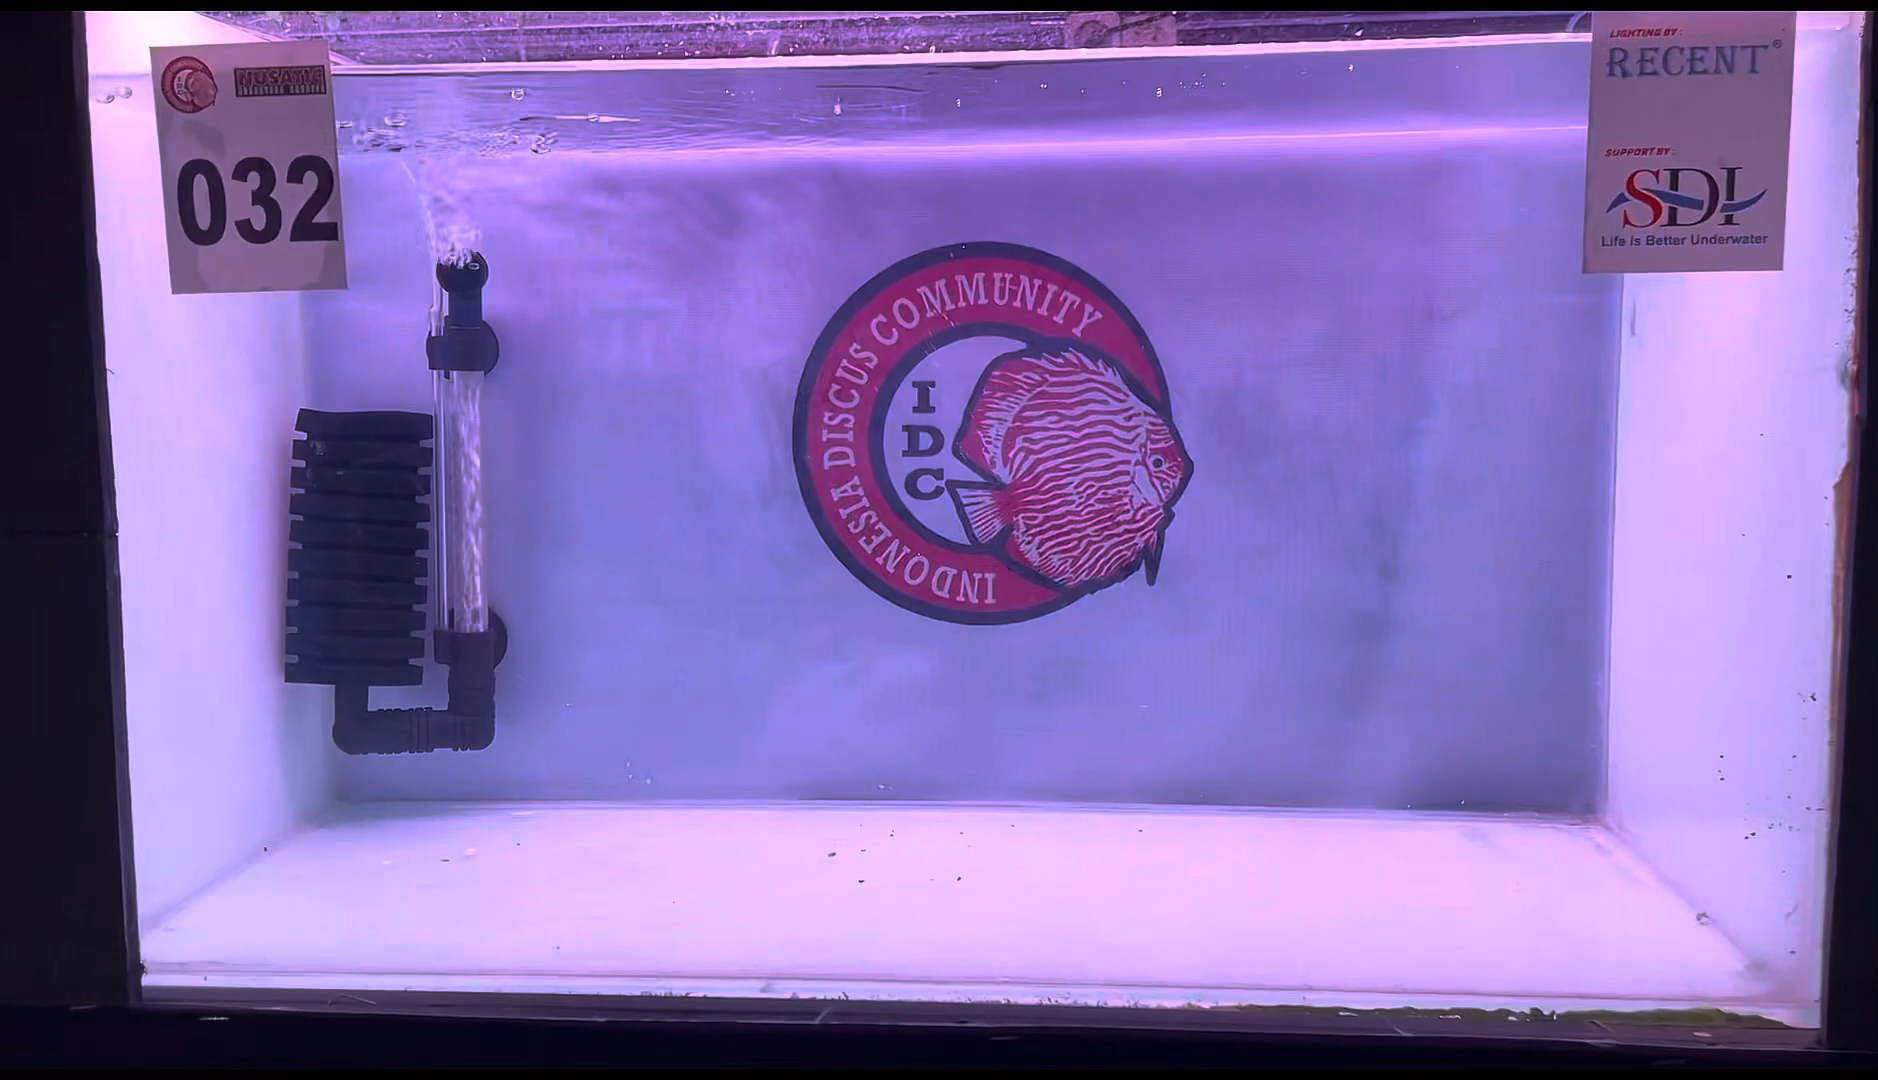 IDC
NUSATIC
032
LIGHTING BY :
RECENT®
SUPPORT BY :
SDI
Life Is Better Underwater
INDONESIA DISCUS COMMUNITY
I
D
C